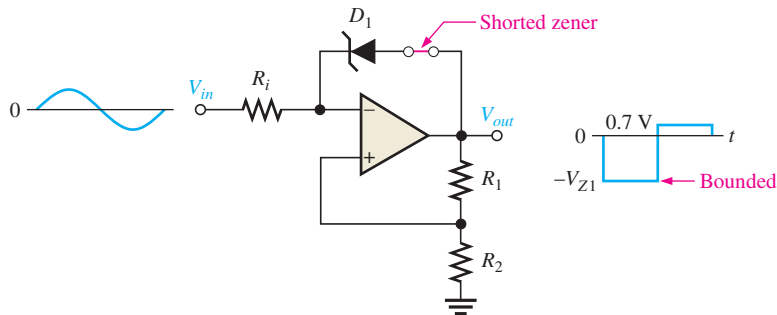 D1
Shorted zener
Vin
Ri
0
−
+
Vout
R1
R2
0.7 V
0
t
−VZ1
Bounded